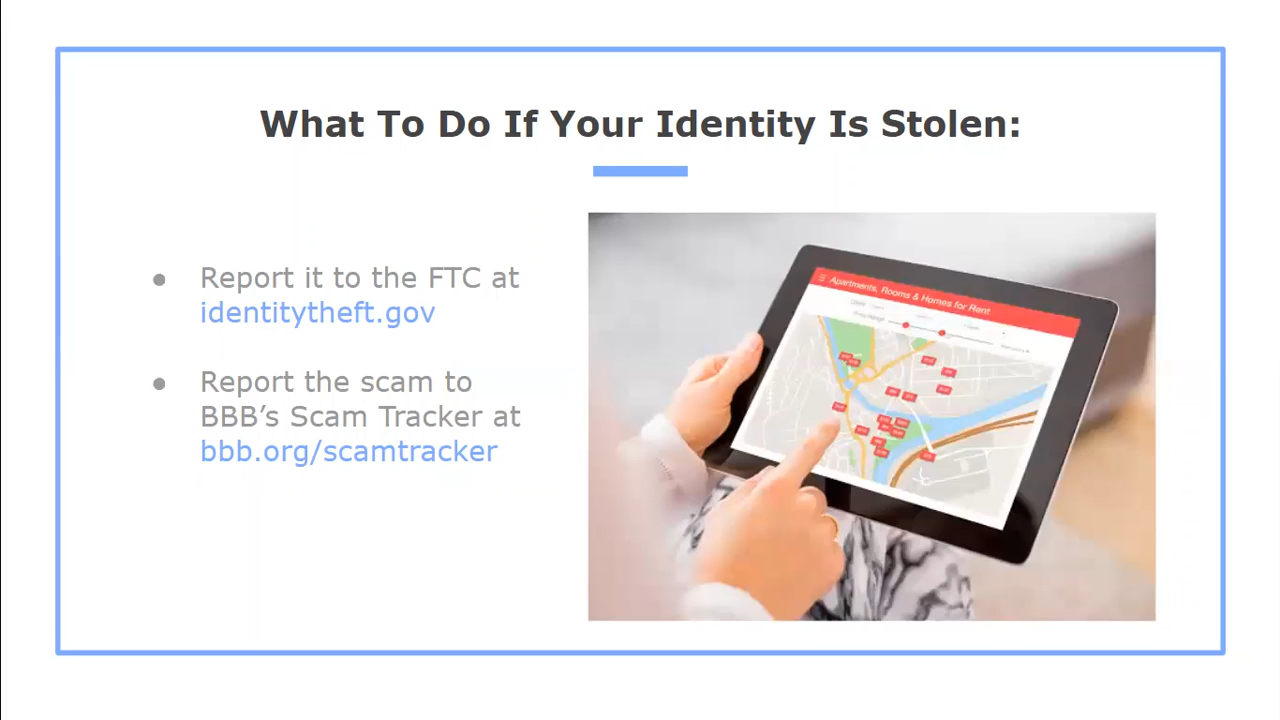 What To Do If Your Identity Is Stolen:
● Report it to the FTC at
identitytheft.gov
● Report the scam to
BBB’s Scam Tracker at
bbb.org/scamtracker
Apartments, Rooms & Homes for Rent